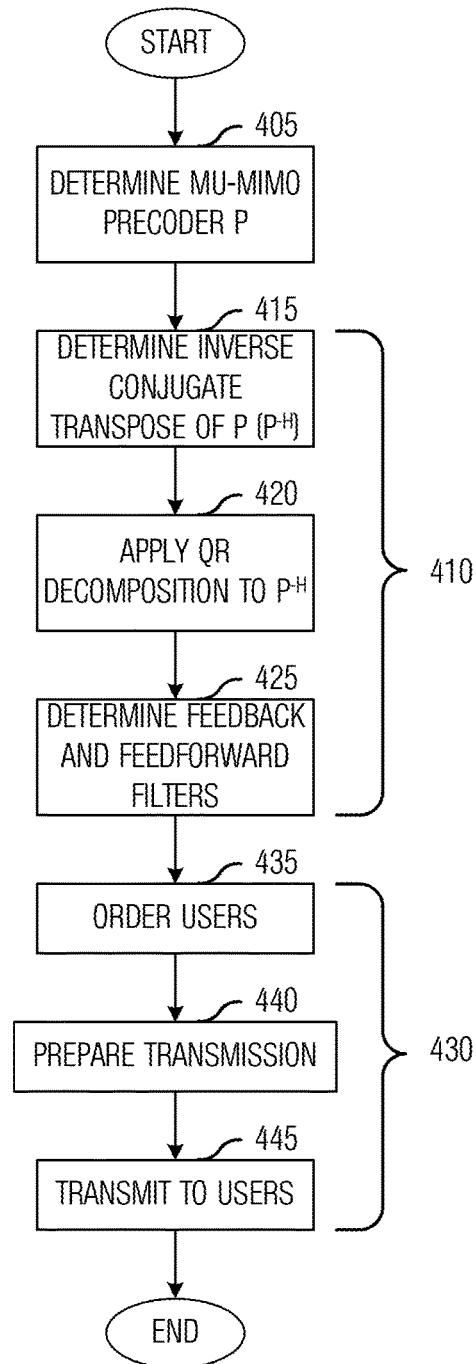 START
405
DETERMINE MU-MIMO
PRECODER P
415
DETERMINE INVERSE
CONJUGATE
TRANSPOSE OF P (P-H)
420
APPLY QR
DECOMPOSITION TO P-H
410
425
DETERMINE FEEDBACK
AND FEEDFORWARD
FILTERS
435
ORDER USERS
440
PREPARE TRANSMISSION
430
445
TRANSMIT TO USERS
END